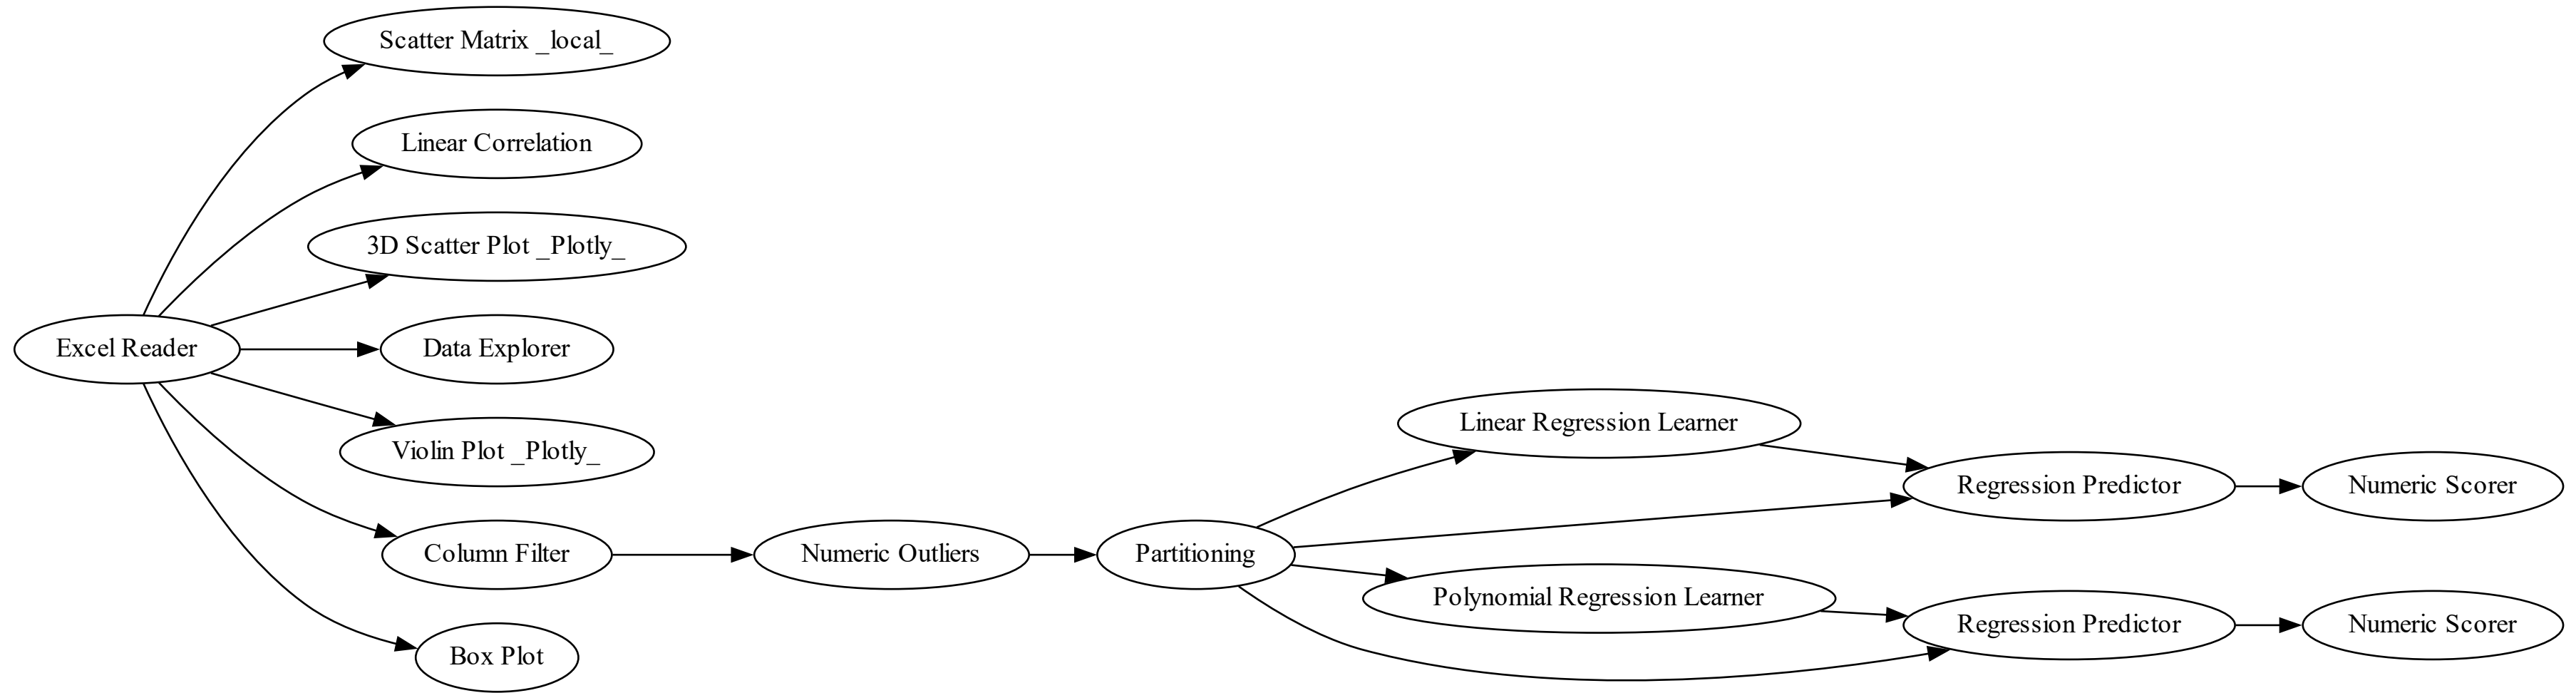 Scatter Matrix _local_
Linear Correlation
3D Scatter Plot _Plotly_
Excel Reader
Data Explorer
Violin Plot _Plotly_
Column Filter
Box Plot
Numeric Outliers
Partitioning
Linear Regression Learner
Polynomial Regression Learner
Regression Predictor
Numeric Scorer
Regression Predictor
Numeric Scorer